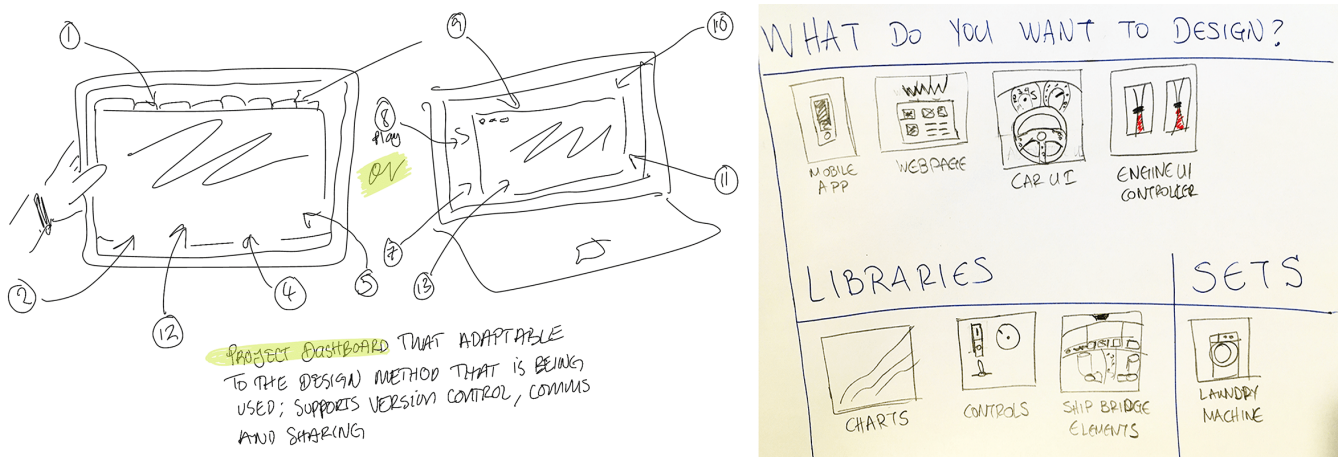 1
9
10
8
Play
OR
11
7
2
12
4
5
13
PROJECT DASHBOARD THAT ADAPTABLE
TO THE DESIGN METHOD THAT IS BEING
USED; SUPPORTS VERSION CONTROL, COMMS
AND SHARING
WHAT DO YOU WANT TO DESIGN?
MOBILE
APP
WEBPAGE
CAR UI
ENGINE UI
CONTROLLER
LIBRARIES
SETS
CHARTS
CONTROLS
SHIP BRIDGE
ELEMENTS
LAUNDRY
MACHINE